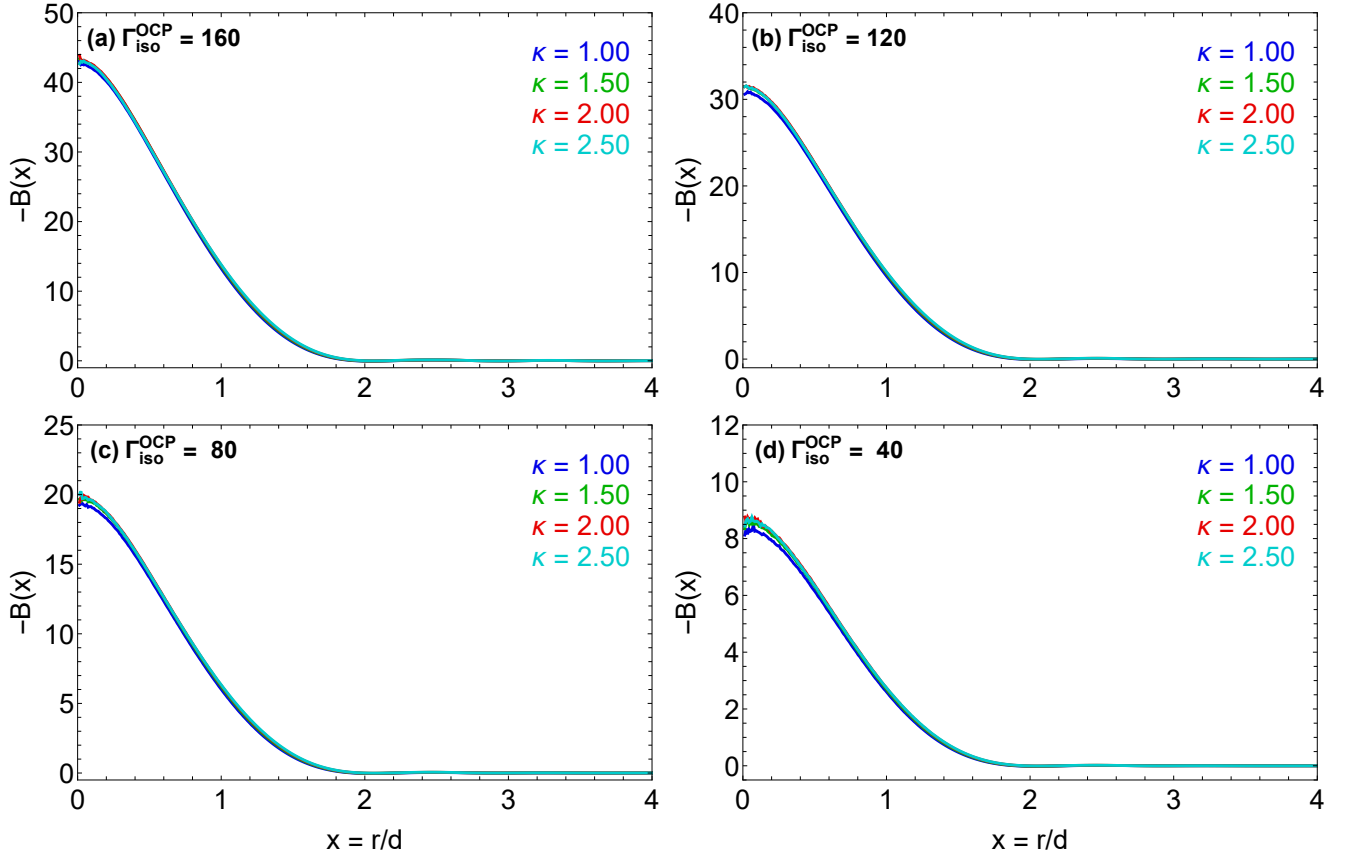 (a) Γ_iso^OCP = 160
κ = 1.00
κ = 1.50
κ = 2.00
κ = 2.50
−B(x)
50
40
30
20
10
0
0 1 2 3 4
(b) Γ_iso^OCP = 120
κ = 1.00
κ = 1.50
κ = 2.00
κ = 2.50
−B(x)
40
30
20
10
0
0 1 2 3 4
(c) Γ_iso^OCP = 80
κ = 1.00
κ = 1.50
κ = 2.00
κ = 2.50
−B(x)
25
20
15
10
5
0
0 1 2 3 4
x = r/d
(d) Γ_iso^OCP = 40
κ = 1.00
κ = 1.50
κ = 2.00
κ = 2.50
−B(x)
12
10
8
6
4
2
0
0 1 2 3 4
x = r/d